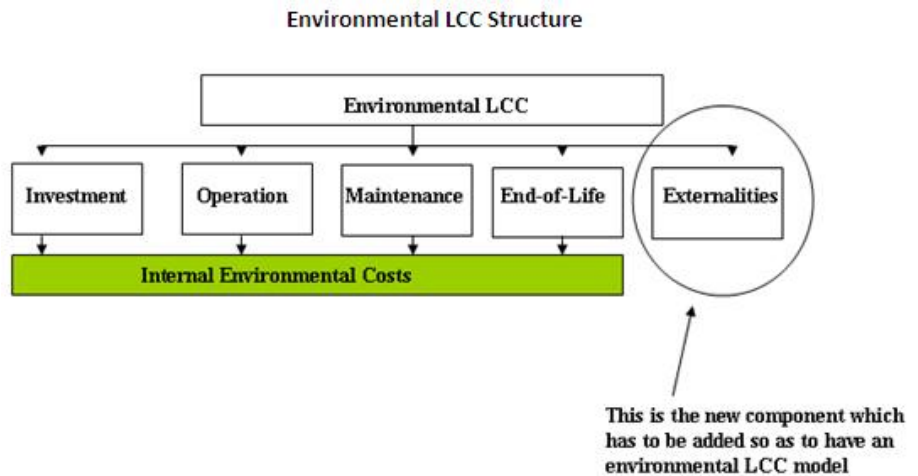 Environmental LCC Structure
Environmental LCC
Investment
Operation
Maintenance
End-of-Life
Externalities
Internal Environmental Costs
This is the new component which
has to be added so as to have an
environmental LCC model